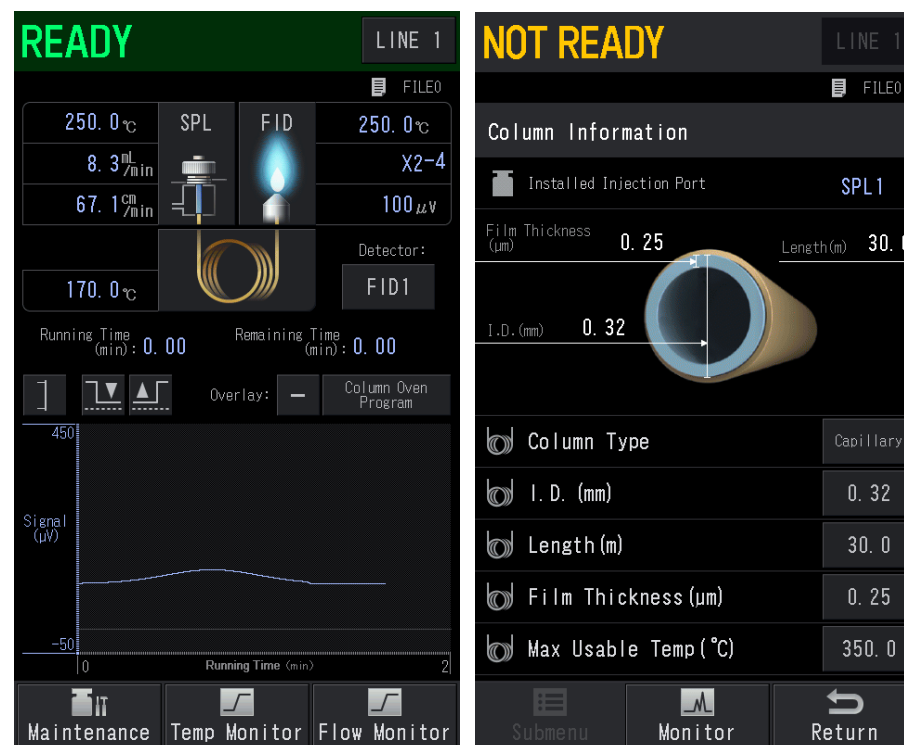 READY
LINE 1
FILE0
250.0℃
SPL
FID
250.0℃
8.3 mL/min
X2-4
67.1 cm/min
100μV
170.0℃
Detector:
FID1
Running Time
(min): 0.00
Remaining Time
(min): 0.00
Overlay: –
Column Oven
Program
450
Signal
(μV)
-50
0
Running Time (min)
2
Maintenance
Temp Monitor
Flow Monitor
NOT READY
LINE 1
FILE0
Column Information
Installed Injection Port
SPL1
Film Thickness
(μm)
0.25
Length(m)
30.
I.D.(mm)
0.32
Column Type
Capillary
I.D. (mm)
0.32
Length(m)
30.0
Film Thickness(μm)
0.25
Max Usable Temp(℃)
350.0
Submenu
Monitor
Return